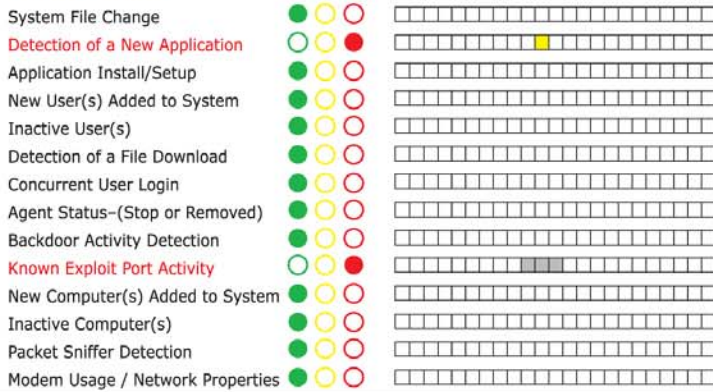 System File Change
Detection of a New Application
Application Install/Setup
New User(s) Added to System
Inactive User(s)
Detection of a File Download
Concurrent User Login
Agent Status–(Stop or Removed)
Backdoor Activity Detection
Known Exploit Port Activity
New Computer(s) Added to System
Inactive Computer(s)
Packet Sniffer Detection
Modem Usage / Network Properties